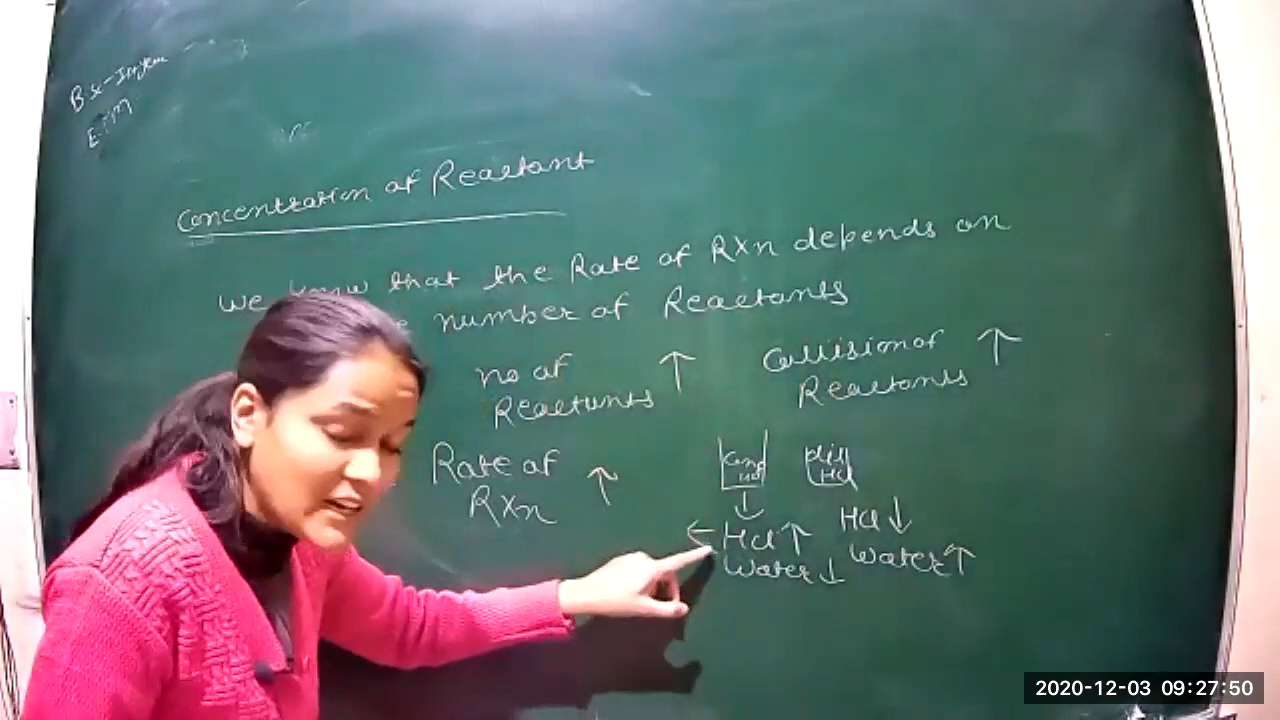 Concentration of Reactant
We know that the Rate of Rxn depends on
number of Reactants
no of
Reactants ↑
Collision of
Reactants ↑
Rate of
Rxn ↑
Conc
HCl
dil
HCl
↓
← HCl ↑
Water ↓
HCl ↓
Water ↑
2020-12-03 09:27:50